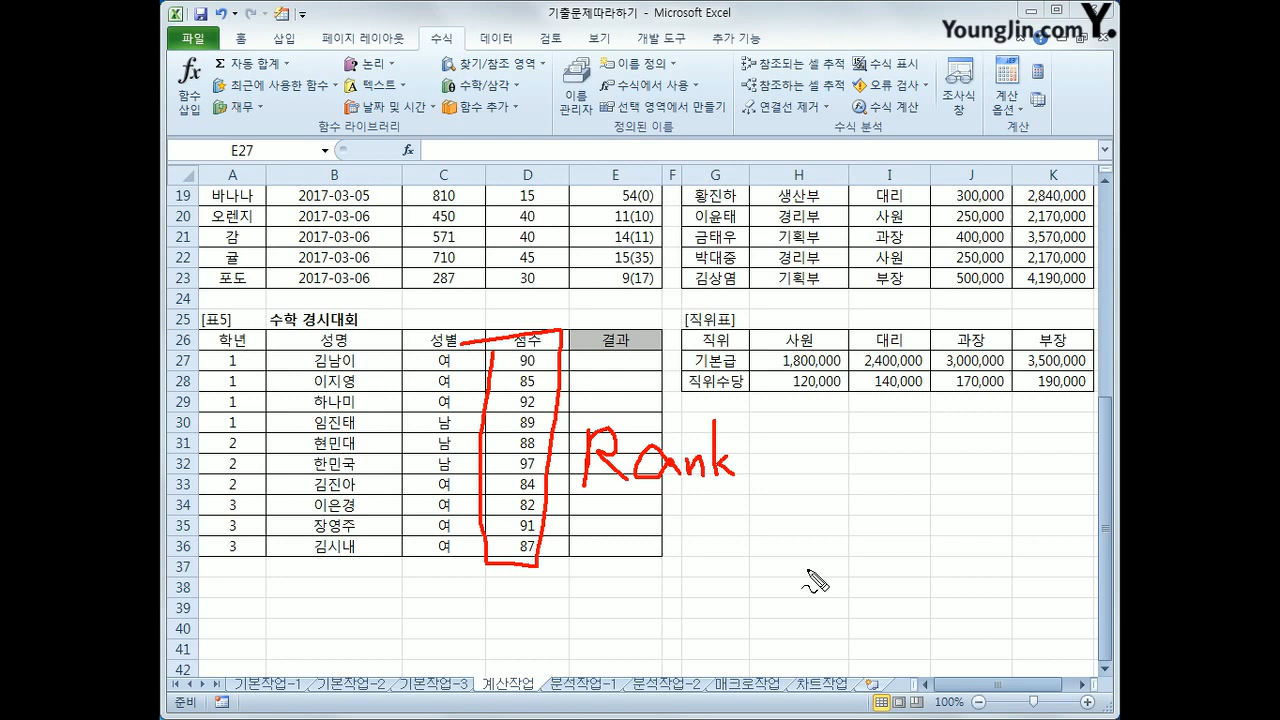 기출문제따라하기 - Microsoft Excel
YoungJin.com Y.
파일 홈 삽입 페이지 레이아웃 수식 데이터 검토 보기 개발 도구 추가 기능
fx Σ 자동 합계 논리 찾기/참조 영역 이름 정의 참조되는 셀 추적 수식 표시
함수 삽입 최근에 사용한 함수 텍스트 수학/삼각 이름 관리자 수식에서 사용 참조하는 셀 추적 오류 검사 조사식 창 계산 옵션
재무 날짜 및 시간 함수 추가 선택 영역에서 만들기 연결선 제거 수식 계산
함수 라이브러리 정의된 이름 수식 분석 계산
E27 fx
A B C D E F G H I J K
19 바나나 2017-03-05 810 15 54(0) 황진하 생산부 대리 300,000 2,840,000
20 오렌지 2017-03-06 450 40 11(10) 이윤태 경리부 사원 250,000 2,170,000
21 감 2017-03-06 571 40 14(11) 금태우 기획부 과장 400,000 3,570,000
22 귤 2017-03-06 710 45 15(35) 박대중 경리부 사원 250,000 2,170,000
23 포도 2017-03-06 287 30 9(17) 김상염 기획부 부장 500,000 4,190,000
24
25 [표5] 수학 경시대회 [직위표]
26 학년 성명 성별 점수 결과 직위 사원 대리 과장 부장
27 1 김남이 여 90 기본급 1,800,000 2,400,000 3,000,000 3,500,000
28 1 이지영 여 85 직위수당 120,000 140,000 170,000 190,000
29 1 하나미 여 92
30 1 임진태 남 89
31 2 현민대 남 88
32 2 한민국 남 97
33 2 김진아 여 84
34 3 이은경 여 82
35 3 장영주 여 91
36 3 김시내 여 87
Rank
37
38
39
40
41
42
기본작업-1 기본작업-2 기본작업-3 계산작업 분석작업-1 분석작업-2 매크로작업 차트작업
준비 100%